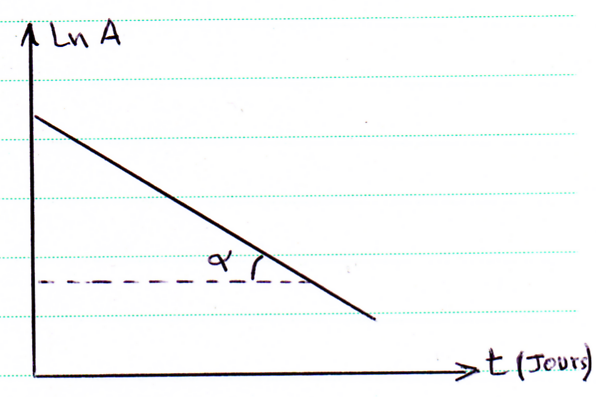 Ln A
α
t (Jours)